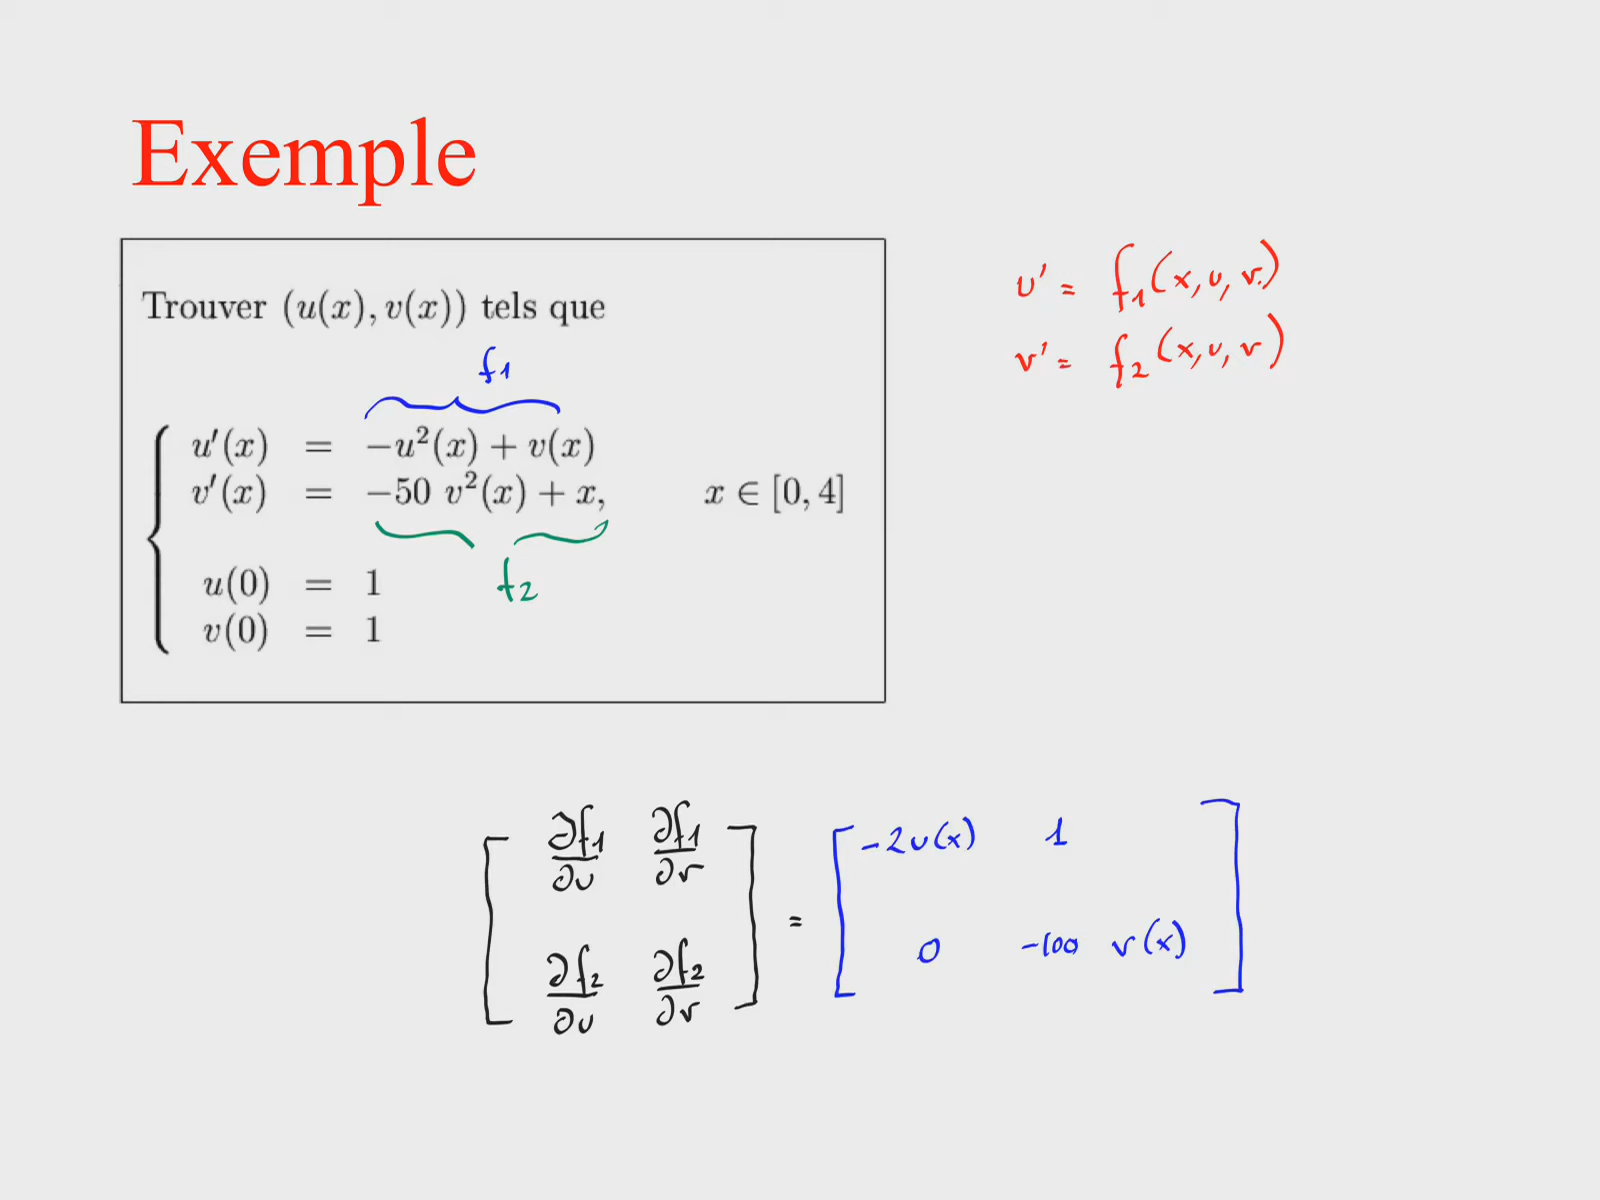 Exemple
Trouver (u(x), v(x)) tels que
f₁
u′(x) = −u²(x) + v(x)
v′(x) = −50 v²(x) + x, x ∈ [0, 4]
f₂
u(0) = 1
v(0) = 1
u' = f₁(x, u, v.)
v' = f₂(x, u, v)
[ ∂f₁/∂u ∂f₁/∂v ] = [ -2u(x) 1 ]
[ ∂f₂/∂u ∂f₂/∂v ] [ 0 -100 v(x) ]